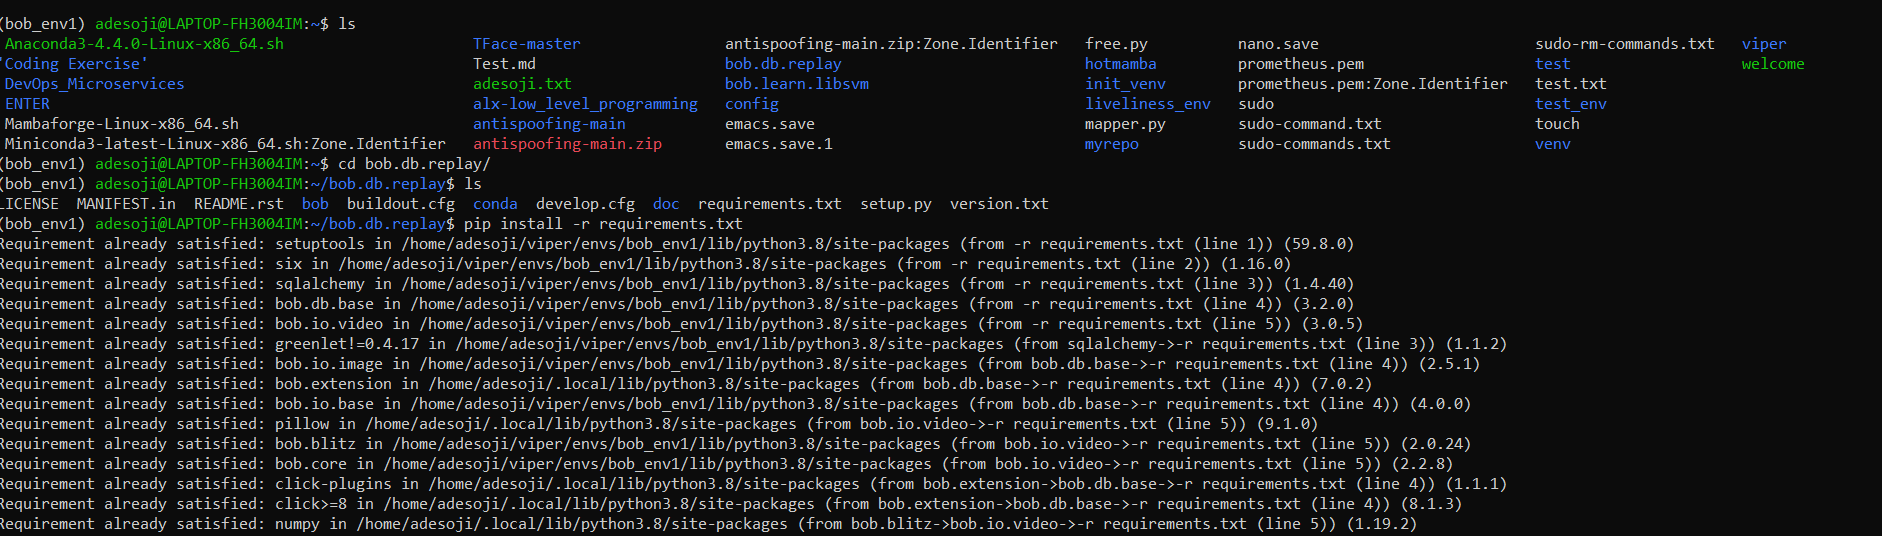 (bob_env1) adesoji@LAPTOP-FH3004IM:~$ ls
Anaconda3-4.4.0-Linux-x86_64.sh TFace-master antispoofing-main.zip:Zone.Identifier free.py nano.save sudo-rm-commands.txt viper
'Coding Exercise' Test.md bob.db.replay hotmamba prometheus.pem test welcome
DevOps_Microservices adesoji.txt bob.learn.libsvm init_venv prometheus.pem:Zone.Identifier test.txt
ENTER alx-low_level_programming config liveliness_env sudo test_env
Mambaforge-Linux-x86_64.sh antispoofing-main emacs.save mapper.py sudo-command.txt touch
Miniconda3-latest-Linux-x86_64.sh:Zone.Identifier antispoofing-main.zip emacs.save.1 myrepo sudo-commands.txt venv
(bob_env1) adesoji@LAPTOP-FH3004IM:~$ cd bob.db.replay/
(bob_env1) adesoji@LAPTOP-FH3004IM:~/bob.db.replay$ ls
LICENSE MANIFEST.in README.rst bob buildout.cfg conda develop.cfg doc requirements.txt setup.py version.txt
(bob_env1) adesoji@LAPTOP-FH3004IM:~/bob.db.replay$ pip install -r requirements.txt
Requirement already satisfied: setuptools in /home/adesoji/viper/envs/bob_env1/lib/python3.8/site-packages (from -r requirements.txt (line 1)) (59.8.0)
Requirement already satisfied: six in /home/adesoji/viper/envs/bob_env1/lib/python3.8/site-packages (from -r requirements.txt (line 2)) (1.16.0)
Requirement already satisfied: sqlalchemy in /home/adesoji/viper/envs/bob_env1/lib/python3.8/site-packages (from -r requirements.txt (line 3)) (1.4.40)
Requirement already satisfied: bob.db.base in /home/adesoji/viper/envs/bob_env1/lib/python3.8/site-packages (from -r requirements.txt (line 4)) (3.2.0)
Requirement already satisfied: bob.io.video in /home/adesoji/viper/envs/bob_env1/lib/python3.8/site-packages (from -r requirements.txt (line 5)) (3.0.5)
Requirement already satisfied: greenlet!=0.4.17 in /home/adesoji/viper/envs/bob_env1/lib/python3.8/site-packages (from sqlalchemy->-r requirements.txt (line 3)) (1.1.2)
Requirement already satisfied: bob.io.image in /home/adesoji/viper/envs/bob_env1/lib/python3.8/site-packages (from bob.db.base->-r requirements.txt (line 4)) (2.5.1)
Requirement already satisfied: bob.extension in /home/adesoji/.local/lib/python3.8/site-packages (from bob.db.base->-r requirements.txt (line 4)) (7.0.2)
Requirement already satisfied: bob.io.base in /home/adesoji/viper/envs/bob_env1/lib/python3.8/site-packages (from bob.db.base->-r requirements.txt (line 4)) (4.0.0)
Requirement already satisfied: pillow in /home/adesoji/.local/lib/python3.8/site-packages (from bob.io.video->-r requirements.txt (line 5)) (9.1.0)
Requirement already satisfied: bob.blitz in /home/adesoji/viper/envs/bob_env1/lib/python3.8/site-packages (from bob.io.video->-r requirements.txt (line 5)) (2.0.24)
Requirement already satisfied: bob.core in /home/adesoji/viper/envs/bob_env1/lib/python3.8/site-packages (from bob.io.video->-r requirements.txt (line 5)) (2.2.8)
Requirement already satisfied: click-plugins in /home/adesoji/.local/lib/python3.8/site-packages (from bob.extension->bob.db.base->-r requirements.txt (line 4)) (1.1.1)
Requirement already satisfied: click>=8 in /home/adesoji/.local/lib/python3.8/site-packages (from bob.extension->bob.db.base->-r requirements.txt (line 4)) (8.1.3)
Requirement already satisfied: numpy in /home/adesoji/.local/lib/python3.8/site-packages (from bob.blitz->bob.io.video->-r requirements.txt (line 5)) (1.19.2)